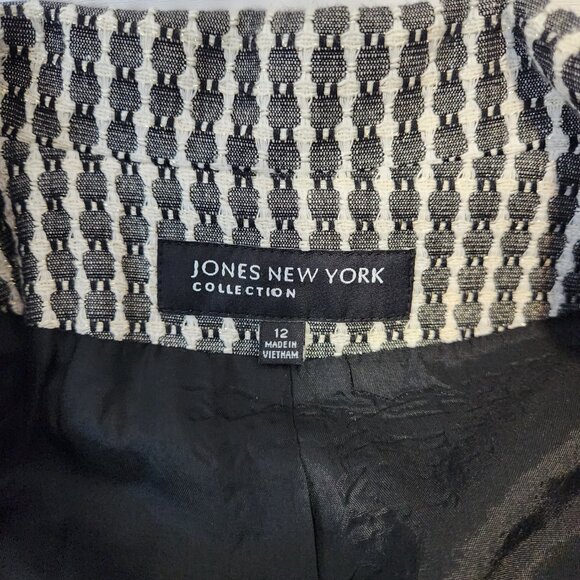 JONES NEW YORK
COLLECTION
12
MADE IN
VIETNAM